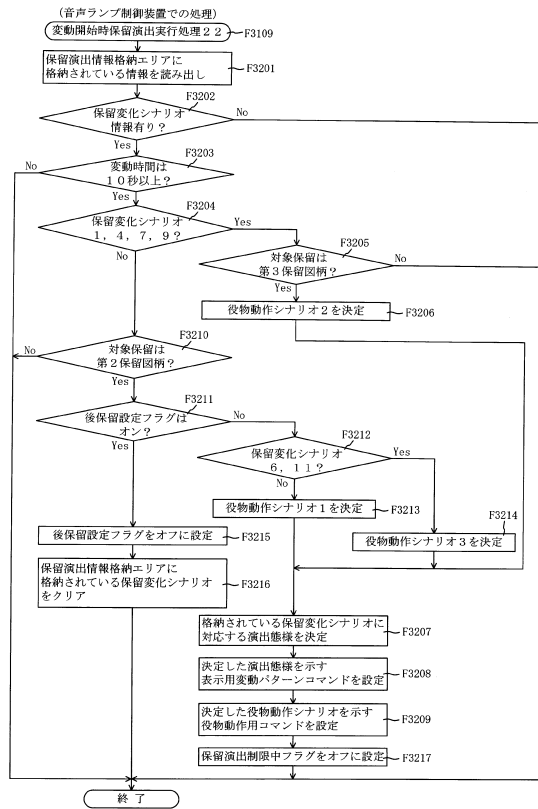 (音声ランプ制御装置での処理)
変動開始時保留演出実行処理22
F3109
保留演出情報格納エリアに
格納されている情報を読み出し
F3201
F3202
保留変化シナリオ
情報有り?
No
Yes
F3203
No
変動時間は
10秒以上?
Yes
F3204
保留変化シナリオ
1,4,7,9?
Yes
No
F3205
対象保留は
第3保留図柄?
No
Yes
役物動作シナリオ2を決定
F3206
F3210
No
対象保留は
第2保留図柄?
Yes
F3211
後保留設定フラグは
オン?
No
Yes
F3212
保留変化シナリオ
6,11?
Yes
No
役物動作シナリオ1を決定
F3213
F3214
役物動作シナリオ3を決定
後保留設定フラグをオフに設定
F3215
保留演出情報格納エリアに
格納されている保留変化シナリオ
をクリア
F3216
格納されている保留変化シナリオに
対応する演出態様を決定
F3207
決定した演出態様を示す
表示用変動パターンコマンドを設定
F3208
決定した役物動作シナリオを示す
役物動作用コマンドを設定
F3209
保留演出制限中フラグをオフに設定
F3217
終了